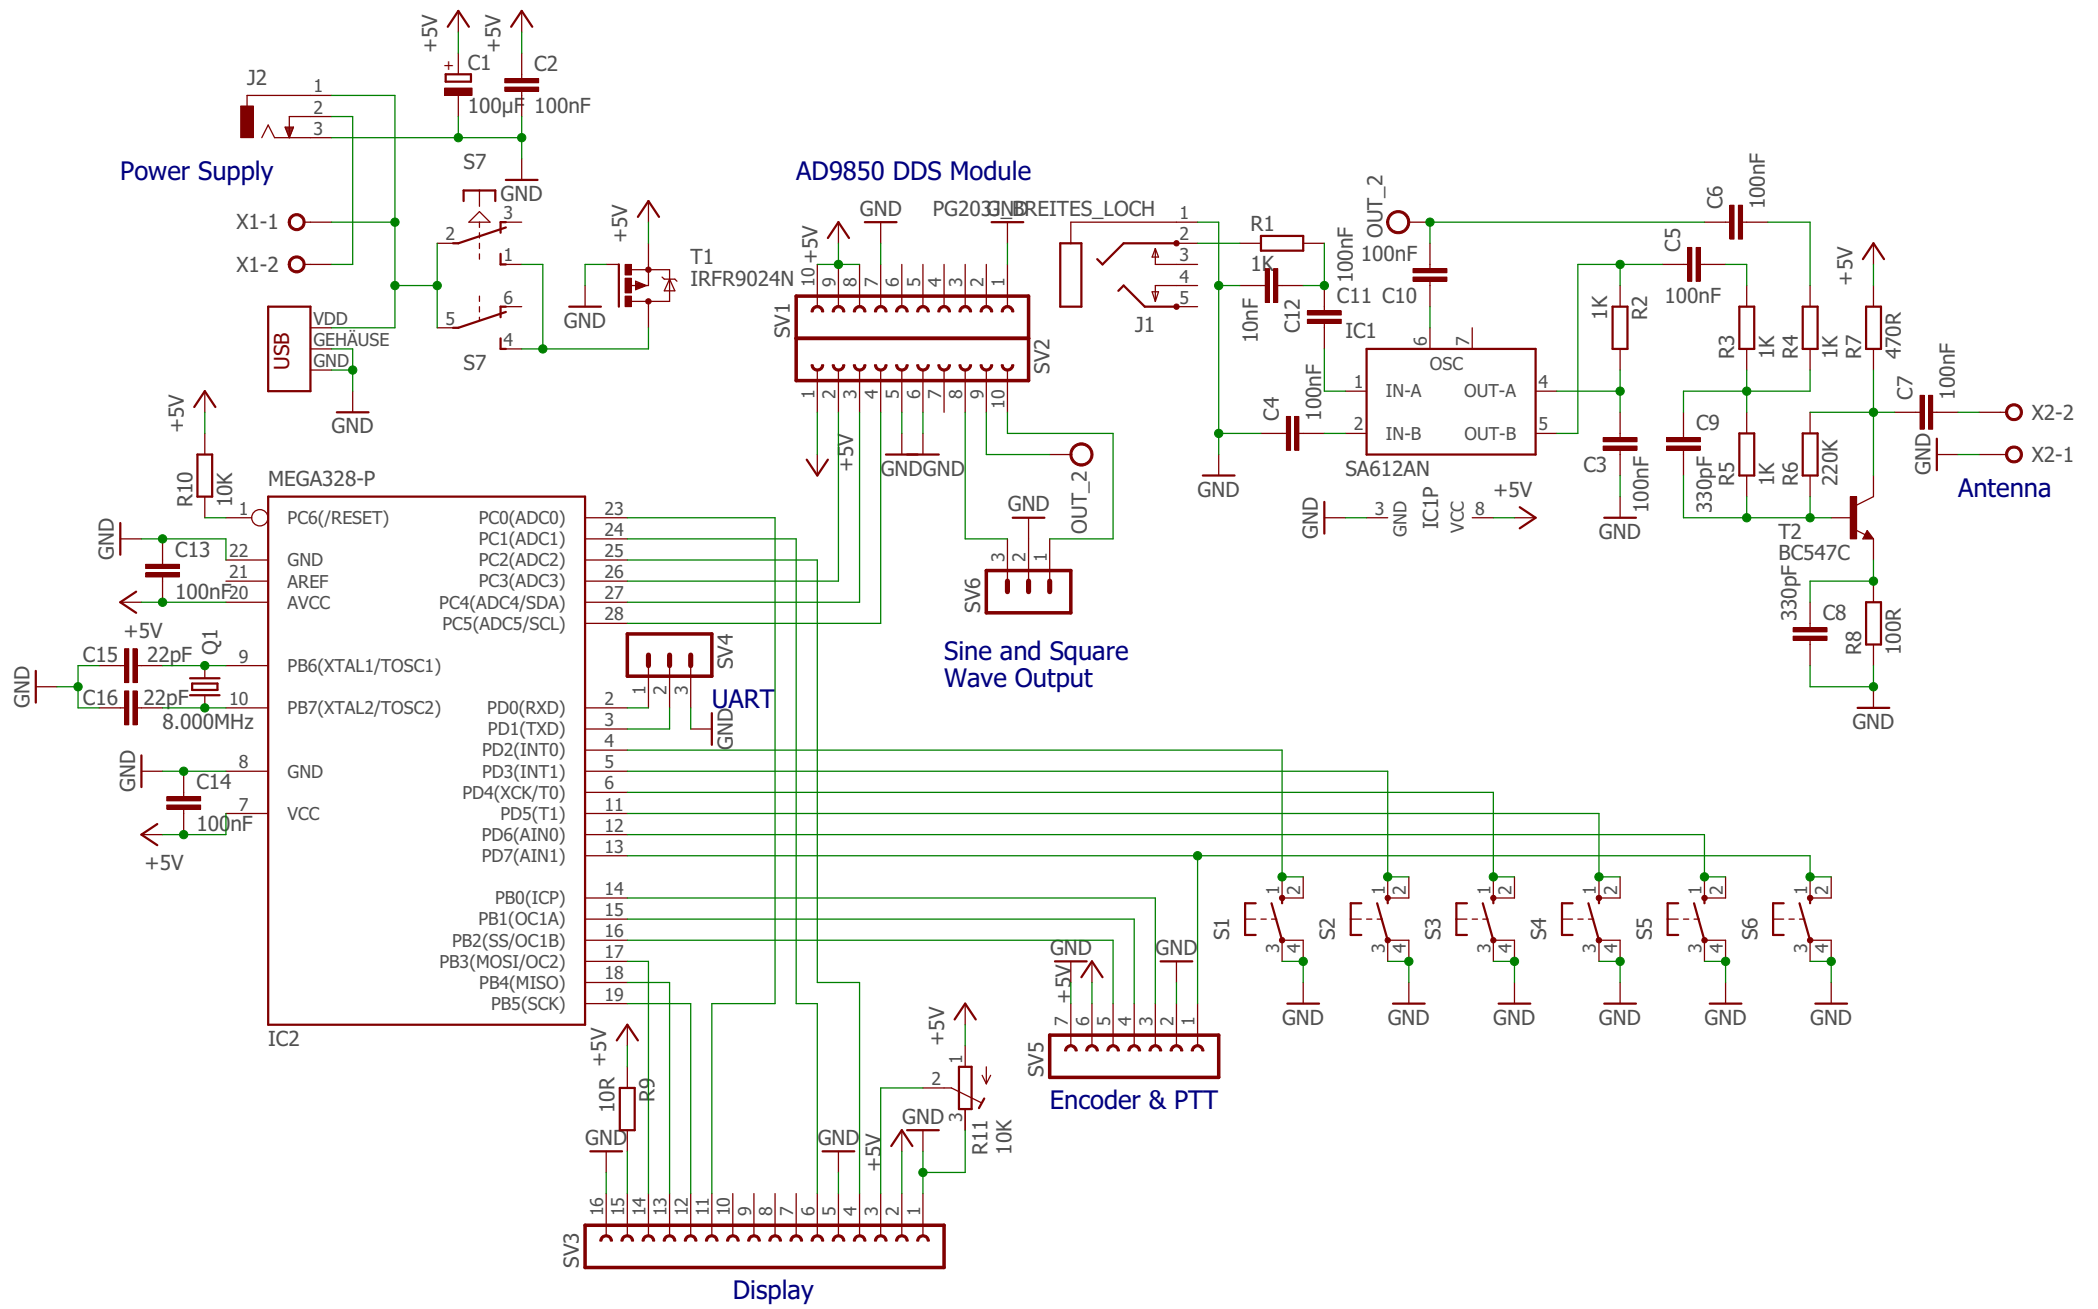 +5V
+5V
C1
+
100µF
C2
100nF
J2
1
2
3
Power Supply
GND
X1-1
X1-2
S7
3
2
1
6
5
4
S7
+5V
T1
IRFR9024N
GND
USB
VDD
GEHÄUSE
GND
GND
AD9850 DDS Module
+5V
GND
GND
10
9
8
7
6
5
4
3
2
1
SV1
SV2
1
2
3
4
5
6
7
8
9
10
+5V
GND
GND
OUT_2
GND
3
2
1
SV6
Sine and Square
Wave Output
PG203J_BREITES_LOCH
1
2
3
4
5
J1
R1
1K
10nF
C12
100nF
C11
C4
100nF
GND
OUT_2
100nF
C10
IC1
6
7
OSC
1
IN-A
OUT-A
4
2
IN-B
OUT-B
5
SA612AN
GND
3
GND
IC1P
VCC
8
+5V
C6
100nF
C5
100nF
1K
R2
C3
100nF
GND
R3
1K
R4
1K
R7
470R
+5V
C9
330pF
R5
1K
R6
220K
C7
100nF
X2-2
X2-1
GND
Antenna
T2
BC547C
330pF
C8
R8
100R
GND
+5V
R10
10K
MEGA328-P
1
PC6(/RESET)
GND
C13
100nF
22
GND
21
AREF
20
AVCC
+5V
Q1
C15
22pF
9
PB6(XTAL1/TOSC1)
GND
C16
22pF
10
PB7(XTAL2/TOSC2)
8.000MHz
GND
8
GND
C14
100nF
7
VCC
+5V
PC0(ADC0)
23
PC1(ADC1)
24
PC2(ADC2)
25
PC3(ADC3)
26
PC4(ADC4/SDA)
27
PC5(ADC5/SCL)
28
PD0(RXD)
2
PD1(TXD)
3
PD2(INT0)
4
PD3(INT1)
5
PD4(XCK/T0)
6
PD5(T1)
11
PD6(AIN0)
12
PD7(AIN1)
13
PB0(ICP)
14
PB1(OC1A)
15
PB2(SS/OC1B)
16
PB3(MOSI/OC2)
17
PB4(MISO)
18
PB5(SCK)
19
IC2
SV4
1
2
3
UART
GND
S1
1
2
3
4
GND
S2
1
2
3
4
GND
S3
1
2
3
4
GND
S4
1
2
3
4
GND
S5
1
2
3
4
GND
S6
1
2
3
4
GND
GND
+5V
GND
7
6
5
4
3
2
1
SV5
Encoder & PTT
+5V
10R
R9
GND
GND
+5V
GND
+5V
1
2
3
R11
10K
16
15
14
13
12
11
10
9
8
7
6
5
4
3
2
1
SV3
Display